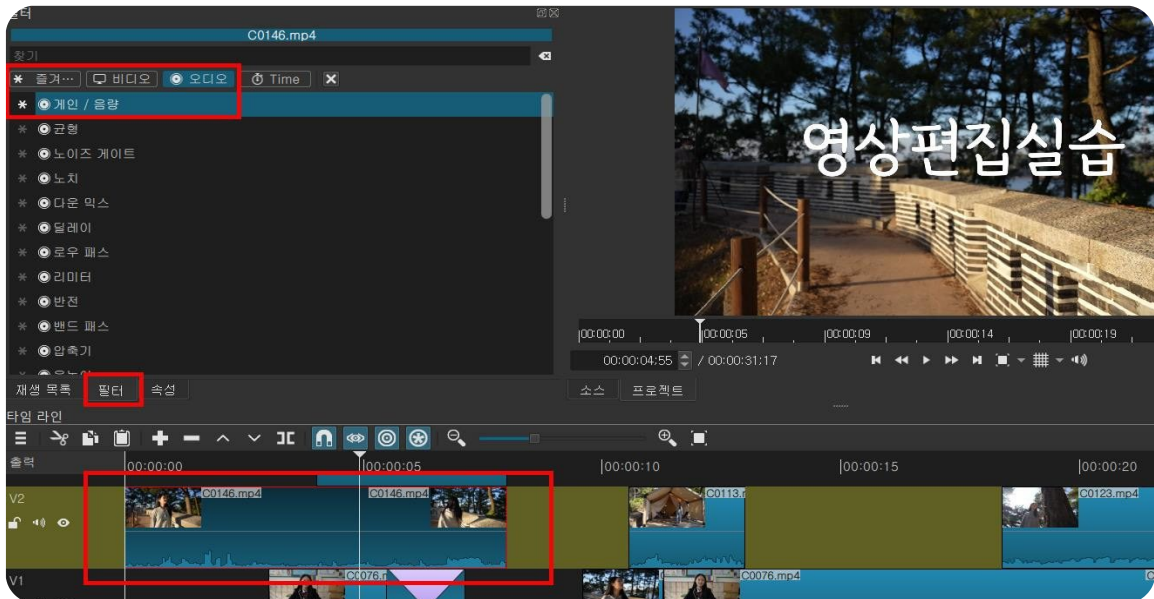 필터
C0146.mp4
찾기
즐겨… 비디오 오디오 Time
게인 / 음량
균형
노이즈 게이트
노치
다운 믹스
딜레이
로우 패스
리미터
반전
밴드 패스
압축기
영상편집실습
00:00:00 00:00:05 00:00:09 00:00:14 00:00:19
00:00:04;55 / 00:00:31;17
재생 목록 필터 속성
소스 프로젝트
타임 라인
출력
00:00:00 00:00:05 00:00:10 00:00:15 00:00:20
V2
C0146.mp4 C0146.mp4 C0123.mp4
V1
C0076.mp4